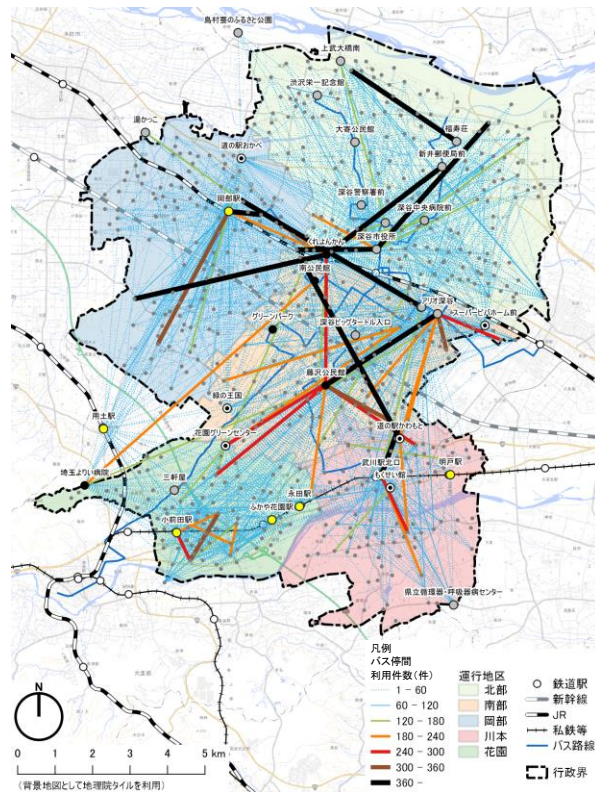 島村蚕のふるさと公園
上武大橋南
渋沢栄一記念館
大寄公民館
福寿荘
湯かっこ
道の駅おかべ
新井郵便局前
深谷警察署前
岡部駅
深谷中央病院前
深谷市役所
くれよんかん
南公民館
アリオ深谷
グリーンパーク
深谷ビッグタートル入口
スーパービバホーム前
藤沢公民館
緑の王国
用土駅
花園グリーンセンター
道の駅かわもと
埼玉よりい病院
武川駅北口
明戸駅
三軒屋
もくせい館
永田駅
ふかや花園駅
小前田駅
県立循環器・呼吸器病センター
N
0 1 2 3 4 5 km
(背景地図として地理院タイルを利用)
凡例
バス停間
利用件数(件)
1 - 60
60 - 120
120 - 180
180 - 240
240 - 300
300 - 360
360 -
運行地区
北部
南部
岡部
川本
花園
鉄道駅
新幹線
JR
私鉄等
バス路線
行政界